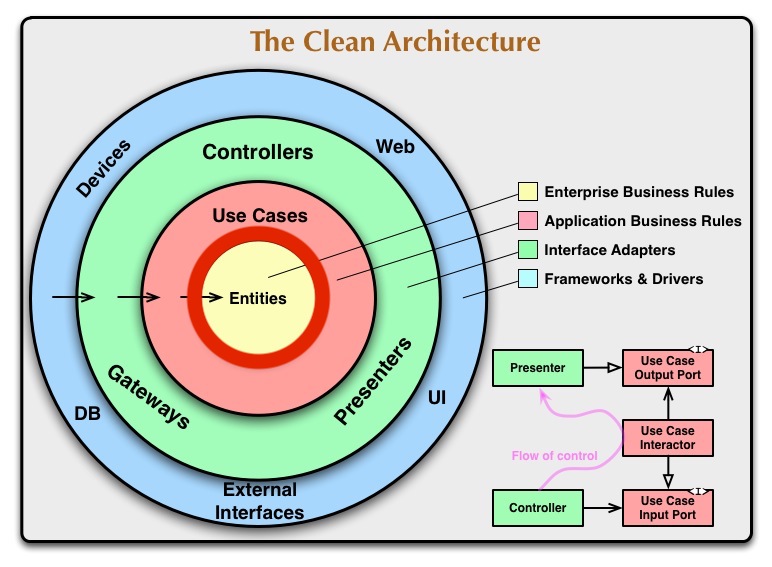 The Clean Architecture
Devices
Web
Controllers
Use Cases
Entities
Gateways
Presenters
DB
UI
External
Interfaces
Enterprise Business Rules
Application Business Rules
Interface Adapters
Frameworks & Drivers
Presenter
<I>
Use Case
Output Port
Use Case
Interactor
Flow of control
Controller
<I>
Use Case
Input Port